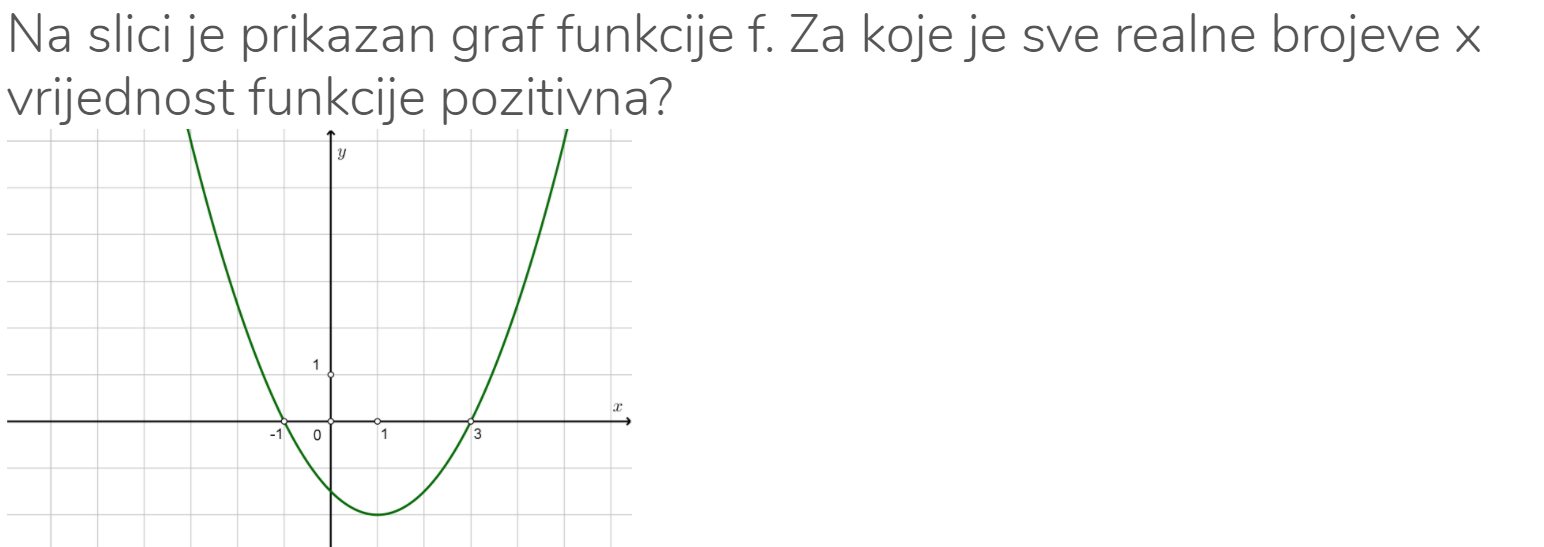 Na slici je prikazan graf funkcije f. Za koje je sve realne brojeve x
vrijednost funkcije pozitivna?
y
1
x
-1 0 1 3